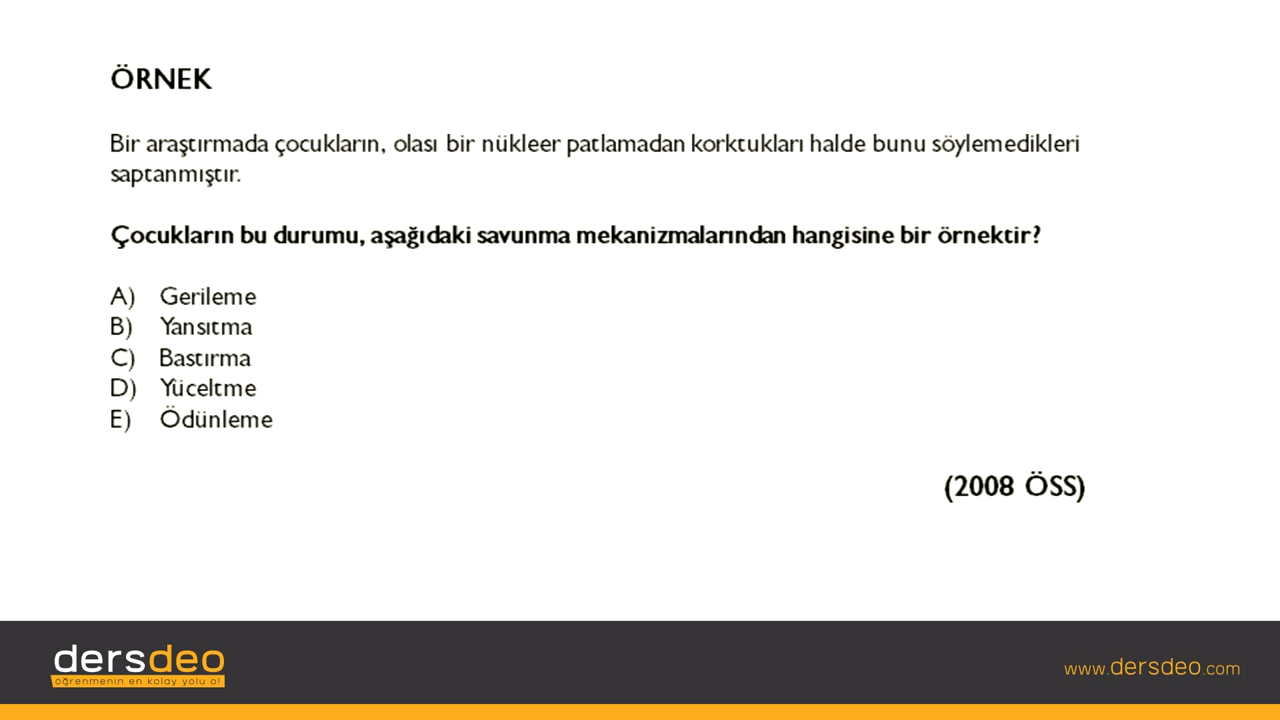 ÖRNEK
Bir araştırmada çocukların, olası bir nükleer patlamadan korktukları halde bunu söylemedikleri
saptanmıştır.
Çocukların bu durumu, aşağıdaki savunma mekanizmalarından hangisine bir örnektir?
A) Gerileme
B) Yansıtma
C) Bastırma
D) Yüceltme
E) Ödünleme
(2008 ÖSS)
dersdeo
öğrenmenin en kolay yolu o!
www.dersdeo.com